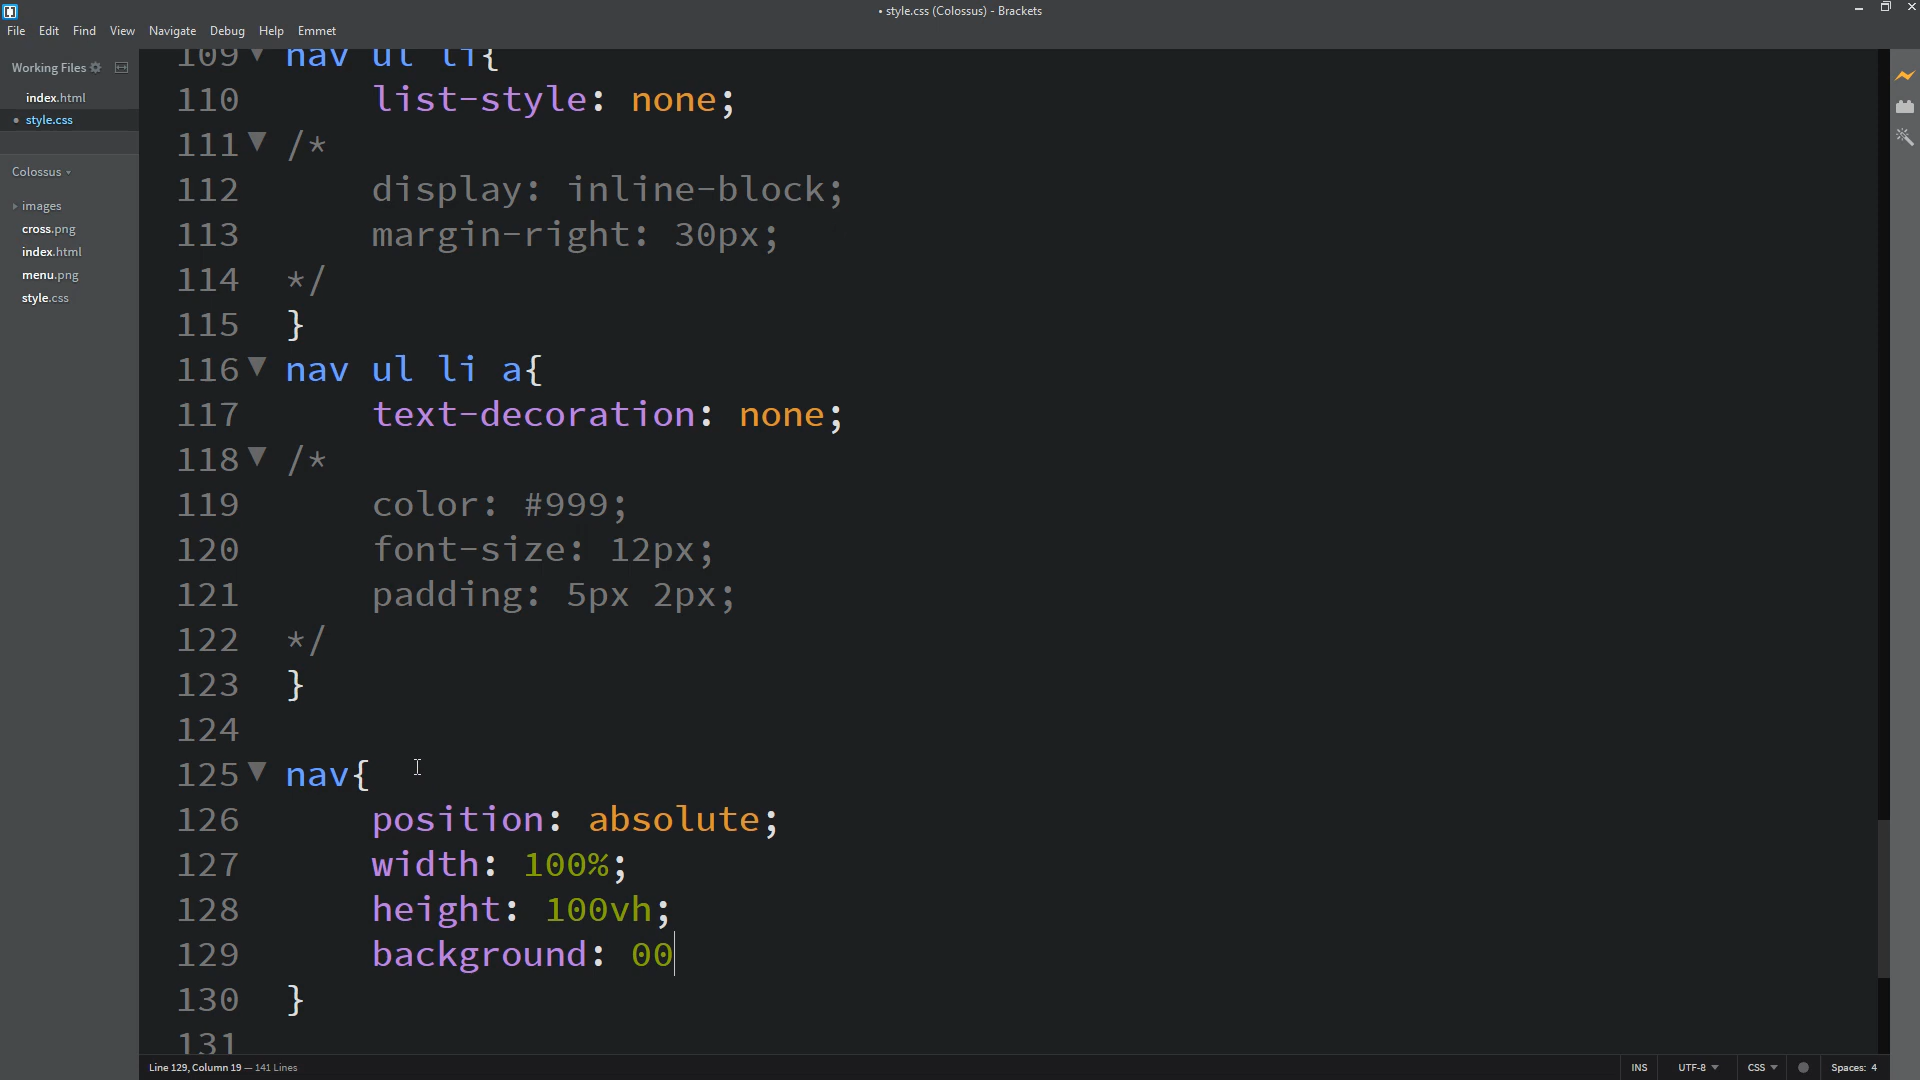 • style.css (Colossus) - Brackets
File Edit Find View Navigate Debug Help Emmet
Working Files
index.html
• style.css
Colossus
images
cross.png
index.html
menu.png
style.css
109 nav ul li{
110 list-style: none;
111 /*
112 display: inline-block;
113 margin-right: 30px;
114 */
115 }
116 nav ul li a{
117 text-decoration: none;
118 /*
119 color: #999;
120 font-size: 12px;
121 padding: 5px 2px;
122 */
123 }
124
125 nav{
126 position: absolute;
127 width: 100%;
128 height: 100vh;
129 background: 00
130 }
131
Line 129, Column 19 — 141 Lines
INS UTF-8 CSS Spaces: 4